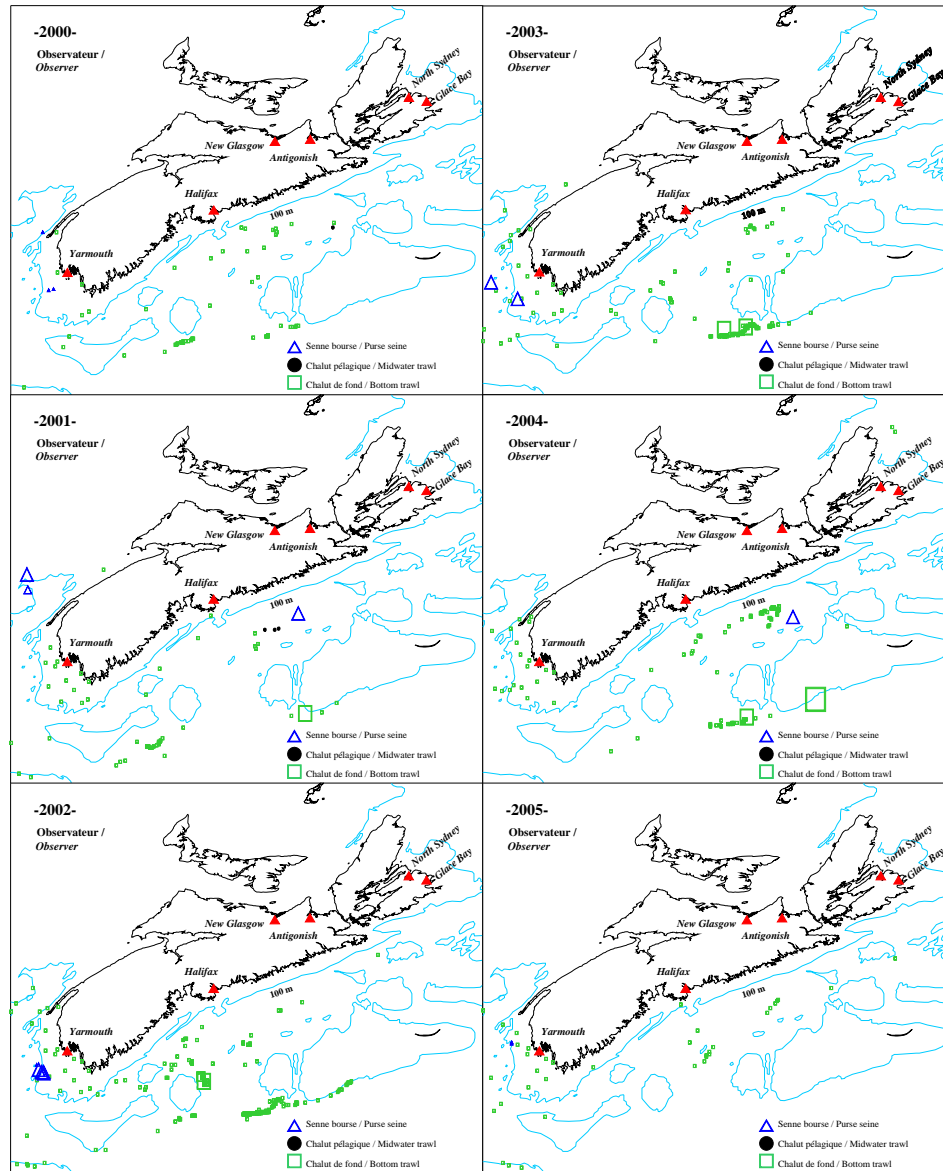 -2000-
Observateur /
Observer
North Sydney
Glace Bay
New Glasgow
Antigonish
Halifax
100 m
Yarmouth
Senne bourse / Purse seine
Chalut pélagique / Midwater trawl
Chalut de fond / Bottom trawl
-2003-
Observateur /
Observer
North Sydney
Glace Bay
New Glasgow
Antigonish
Halifax
100 m
Yarmouth
Senne bourse / Purse seine
Chalut pélagique / Midwater trawl
Chalut de fond / Bottom trawl
-2001-
Observateur /
Observer
North Sydney
Glace Bay
New Glasgow
Antigonish
Halifax
100 m
Yarmouth
Senne bourse / Purse seine
Chalut pélagique / Midwater trawl
Chalut de fond / Bottom trawl
-2004-
Observateur /
Observer
North Sydney
Glace Bay
New Glasgow
Antigonish
Halifax
100 m
Yarmouth
Senne bourse / Purse seine
Chalut pélagique / Midwater trawl
Chalut de fond / Bottom trawl
-2002-
Observateur /
Observer
North Sydney
Glace Bay
New Glasgow
Antigonish
Halifax
100 m
Yarmouth
Senne bourse / Purse seine
Chalut pélagique / Midwater trawl
Chalut de fond / Bottom trawl
-2005-
Observateur /
Observer
North Sydney
Glace Bay
New Glasgow
Antigonish
Halifax
100 m
Yarmouth
Senne bourse / Purse seine
Chalut pélagique / Midwater trawl
Chalut de fond / Bottom trawl